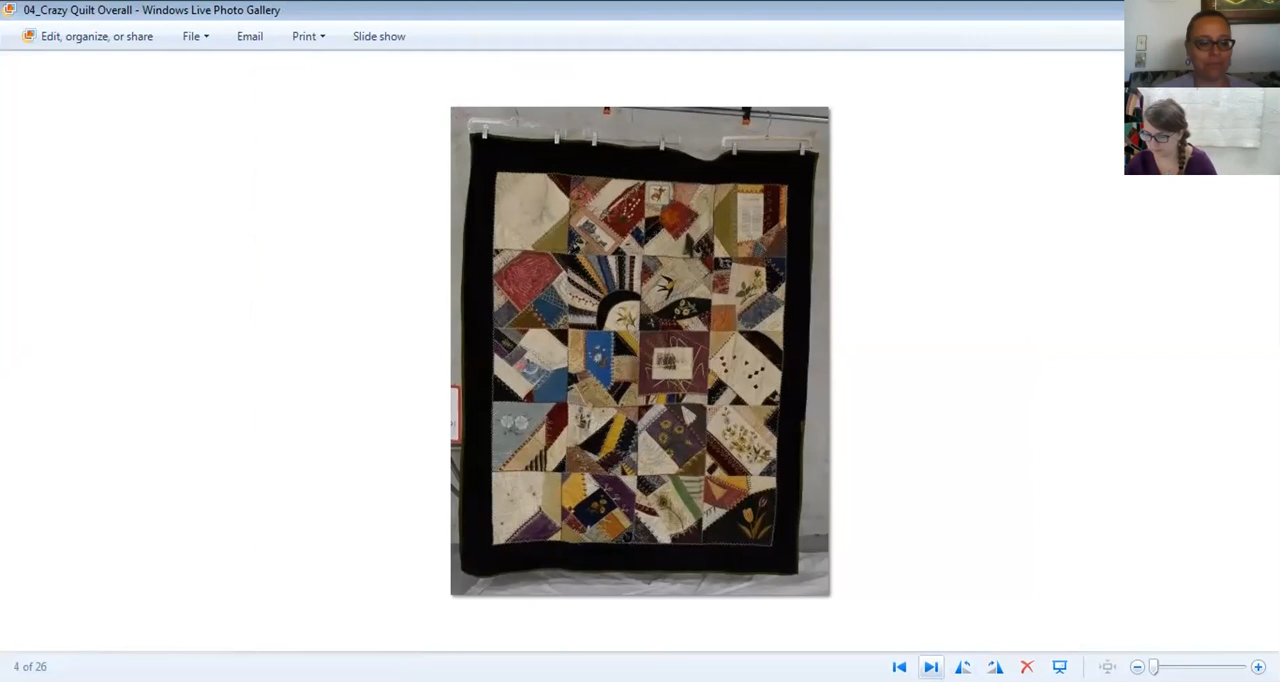 04_Crazy Quilt Overall - Windows Live Photo Gallery
Edit, organize, or share File Email Print Slide show
4 of 26